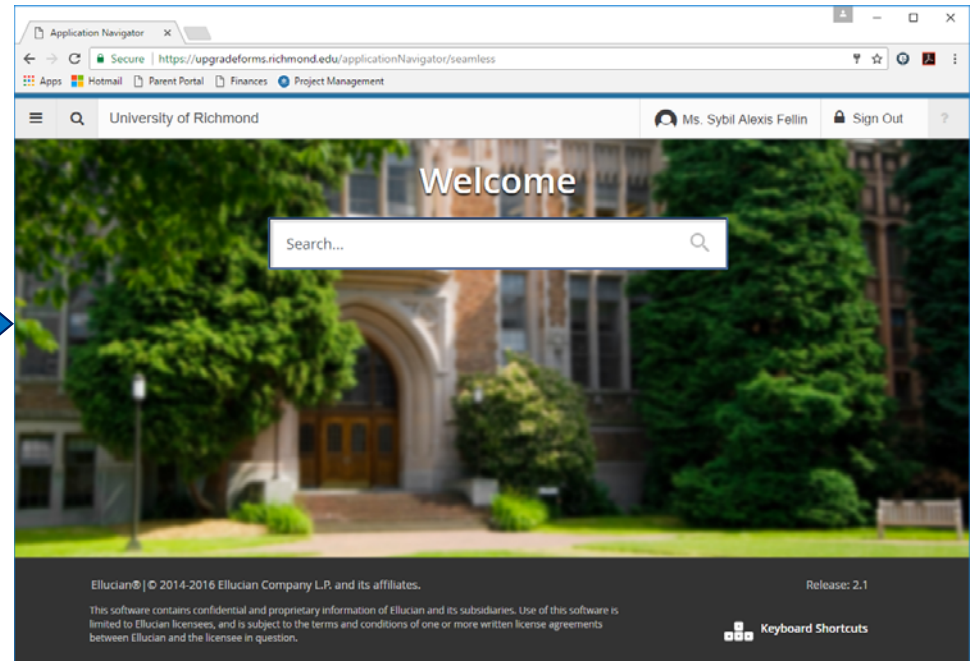 Application Navigator
Secure | https://upgradeforms.richmond.edu/applicationNavigator/seamless
Apps Hotmail Parent Portal Finances Project Management
University of Richmond Ms. Sybil Alexis Fellin Sign Out ?
Welcome
Search...
Ellucian® | © 2014-2016 Ellucian Company L.P. and its affiliates. Release: 2.1
This software contains confidential and proprietary information of Ellucian and its subsidiaries. Use of this software is
limited to Ellucian licensees, and is subject to the terms and conditions of one or more written license agreements
between Ellucian and the licensee in question.
Keyboard Shortcuts